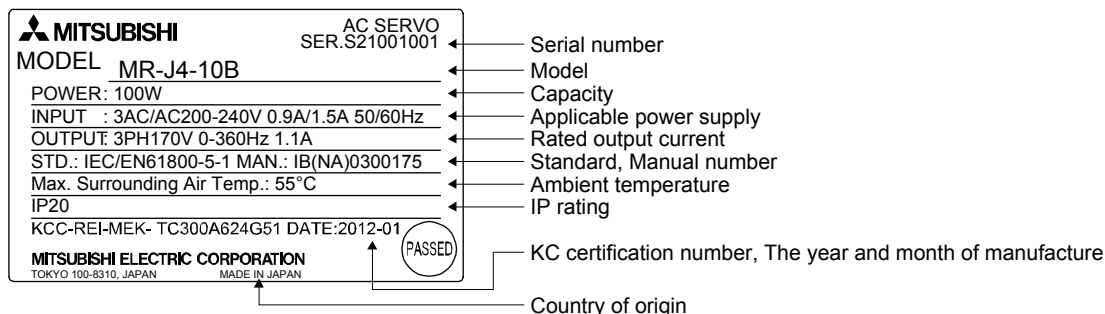 MITSUBISHI
AC SERVO
SER.S21001001
Serial number
MODEL MR-J4-10B
Model
POWER: 100W
Capacity
INPUT : 3AC/AC200-240V 0.9A/1.5A 50/60Hz
Applicable power supply
OUTPUT: 3PH170V 0-360Hz 1.1A
Rated output current
STD.: IEC/EN61800-5-1 MAN.: IB(NA)0300175
Standard, Manual number
Max. Surrounding Air Temp.: 55°C
Ambient temperature
IP20
IP rating
KCC-REI-MEK- TC300A624G51 DATE:2012-01
PASSED
KC certification number, The year and month of manufacture
MITSUBISHI ELECTRIC CORPORATION
TOKYO 100-8310, JAPAN MADE IN JAPAN
Country of origin